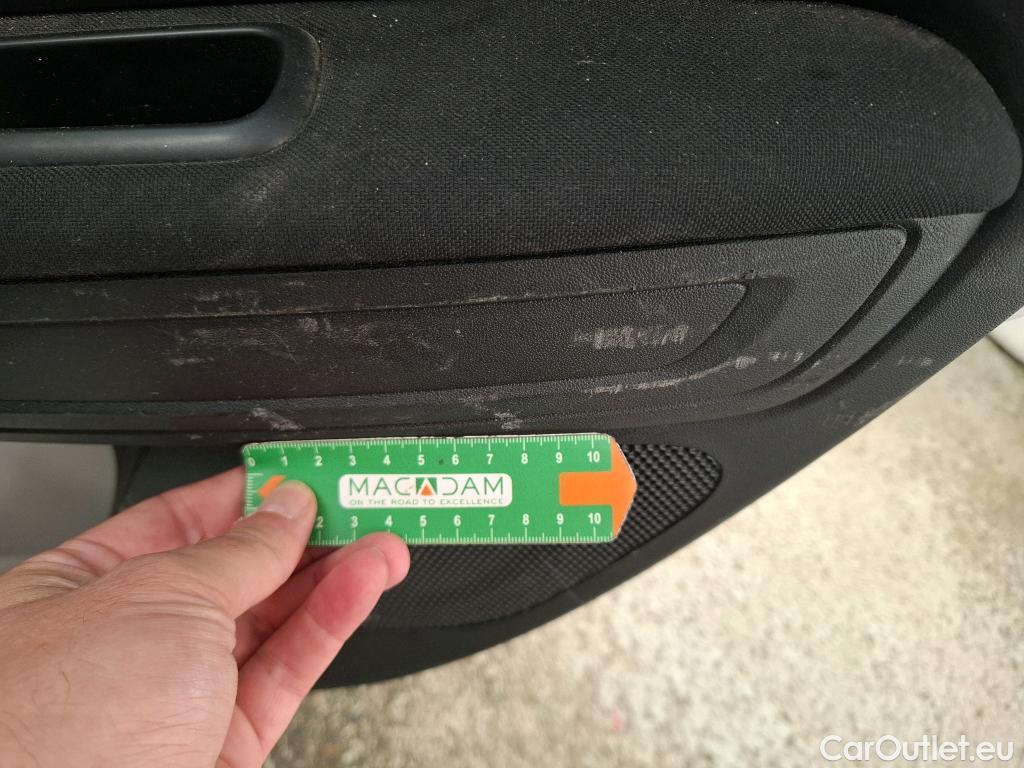 0 1 2 3 4 5 6 7 8 9 10
MACADAM
ON THE ROAD TO EXCELLENCE
2 3 4 5 6 7 8 9 10
CarOutlet.eu